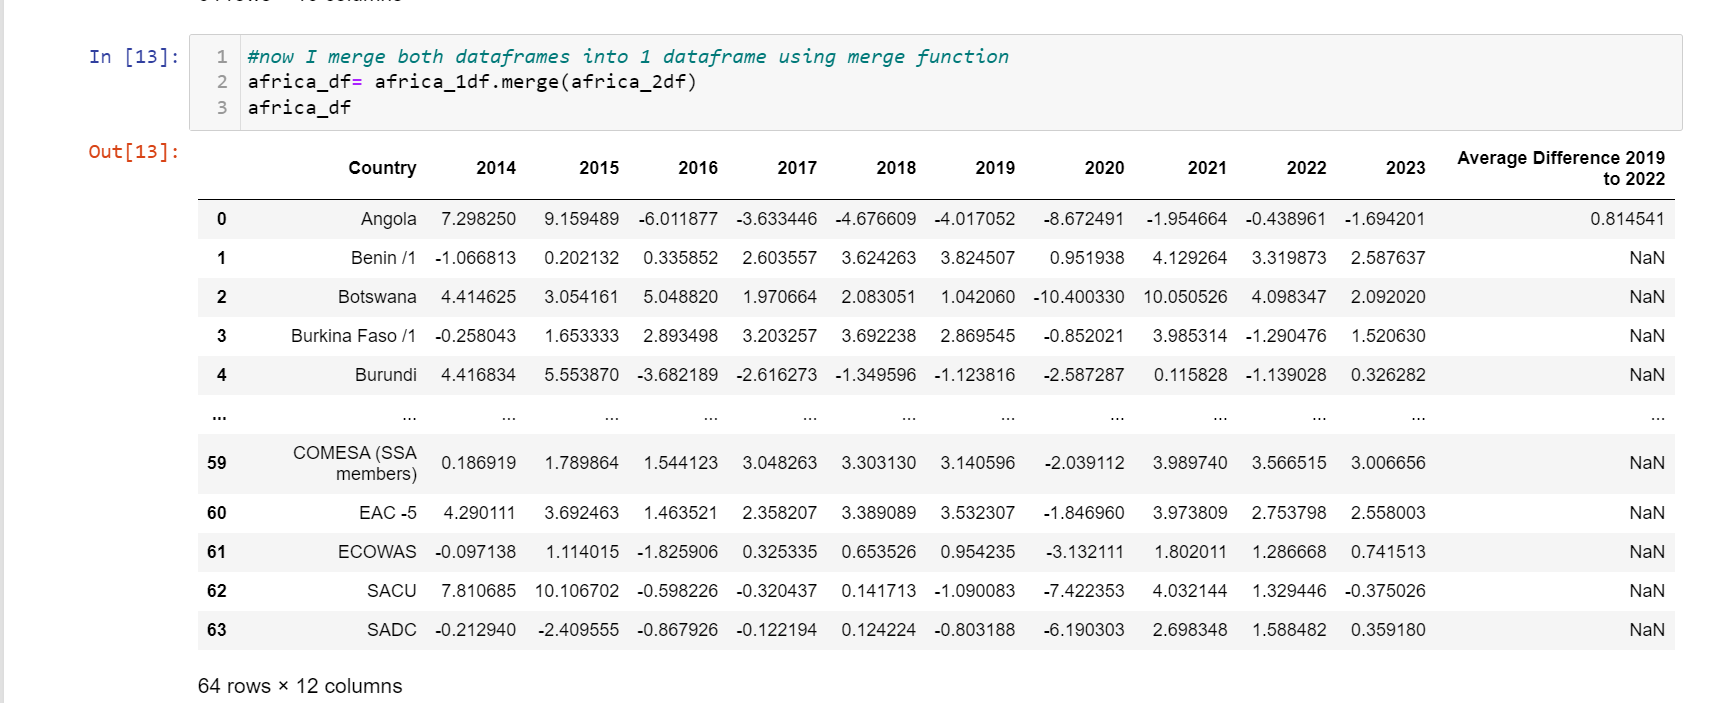 In [13]:
1 #now I merge both dataframes into 1 dataframe using merge function
2 africa_df= africa_1df.merge(africa_2df)
3 africa_df
Out[13]:
Country 2014 2015 2016 2017 2018 2019 2020 2021 2022 2023 Average Difference 2019
to 2022
0 Angola 7.298250 9.159489 -6.011877 -3.633446 -4.676609 -4.017052 -8.672491 -1.954664 -0.438961 -1.694201 0.814541
1 Benin /1 -1.066813 0.202132 0.335852 2.603557 3.624263 3.824507 0.951938 4.129264 3.319873 2.587637 NaN
2 Botswana 4.414625 3.054161 5.048820 1.970664 2.083051 1.042060 -10.400330 10.050526 4.098347 2.092020 NaN
3 Burkina Faso /1 -0.258043 1.653333 2.893498 3.203257 3.692238 2.869545 -0.852021 3.985314 -1.290476 1.520630 NaN
4 Burundi 4.416834 5.553870 -3.682189 -2.616273 -1.349596 -1.123816 -2.587287 0.115828 -1.139028 0.326282 NaN
... ... ... ... ... ... ... ... ... ... ... ... ...
59 COMESA (SSA
members) 0.186919 1.789864 1.544123 3.048263 3.303130 3.140596 -2.039112 3.989740 3.566515 3.006656 NaN
60 EAC -5 4.290111 3.692463 1.463521 2.358207 3.389089 3.532307 -1.846960 3.973809 2.753798 2.558003 NaN
61 ECOWAS -0.097138 1.114015 -1.825906 0.325335 0.653526 0.954235 -3.132111 1.802011 1.286668 0.741513 NaN
62 SACU 7.810685 10.106702 -0.598226 -0.320437 0.141713 -1.090083 -7.422353 4.032144 1.329446 -0.375026 NaN
63 SADC -0.212940 -2.409555 -0.867926 -0.122194 0.124224 -0.803188 -6.190303 2.698348 1.588482 0.359180 NaN
64 rows × 12 columns